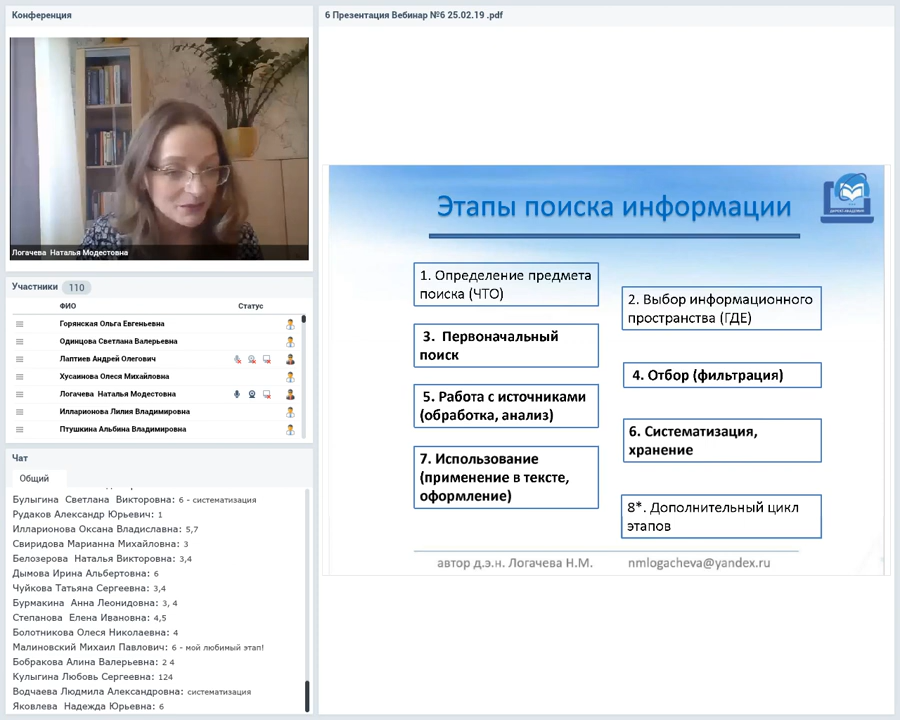 Конференция
Логачева Наталья Модестовна
Участники 110
ФИО Статус
Горянская Ольга Евгеньевна
Одинцова Светлана Валерьевна
Лаптиев Андрей Олегович
Хусаинова Олеся Михайловна
Логачева Наталья Модестовна
Илларионова Лилия Владимировна
Птушкина Альбина Владимировна
Чат
Общий
Булыгина Светлана Викторовна: 6 - систематизация
Рудаков Александр Юрьевич: 1
Илларионова Оксана Владиславна: 5,7
Свиридова Марианна Михайловна: 3
Белозерова Наталья Викторовна: 3,4
Дымова Ирина Альбертовна: 6
Чуйкова Татьяна Сергеевна: 3,4
Бурмакина Анна Леонидовна: 3, 4
Степанова Елена Ивановна: 4,5
Болотникова Олеся Николаевна: 4
Малиновский Михаил Павлович: 6 - мой любимый этап!
Бобракова Алина Валерьевна: 2 4
Кулыгина Любовь Сергеевна: 124
Водчаева Людмила Александровна: систематизация
Яковлева Надежда Юрьевна: 6
6 Презентация Вебинар №6 25.02.19 .pdf
Этапы поиска информации
1. Определение предмета
поиска (ЧТО)
2. Выбор информационного
пространства (ГДЕ)
3. Первоначальный
поиск
4. Отбор (фильтрация)
5. Работа с источниками
(обработка, анализ)
6. Систематизация,
хранение
7. Использование
(применение в тексте,
оформление)
8*. Дополнительный цикл
этапов
автор д.э.н. Логачева Н.М. nmlogacheva@yandex.ru